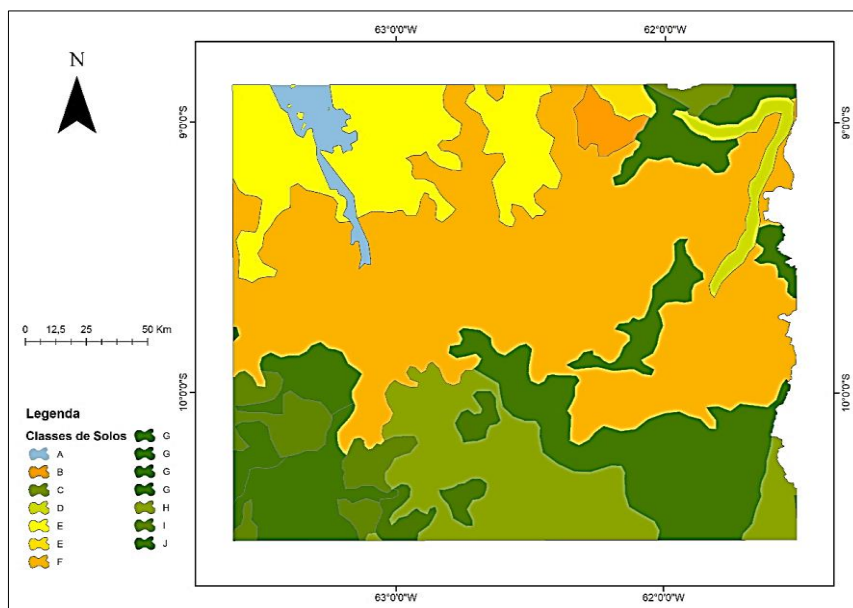 63°0'0"W 62°0'0"W
N
9°0'0"S 9°0'0"S
0 12,5 25 50 Km
10°0'0"S 10°0'0"S
Legenda
Classes de Solos
A
B
C
D
E
E
F
G
G
G
G
H
I
J
63°0'0"W 62°0'0"W